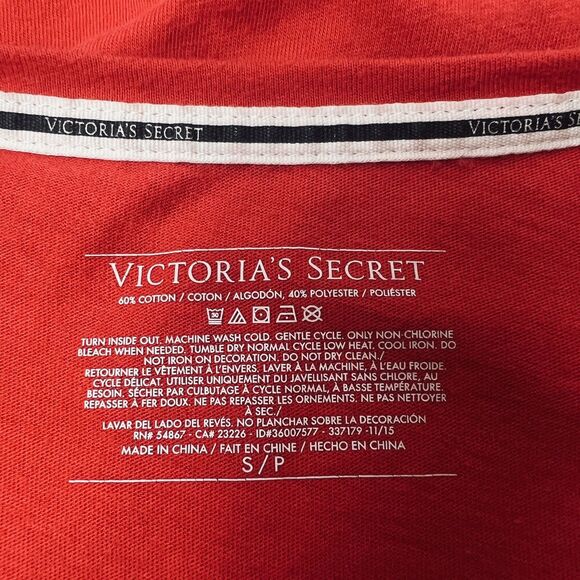 VICTORIA'S SECRET VICTORIA'S SECRET
VICTORIA'S SECRET
60% COTTON / COTON / ALGODÓN, 40% POLYESTER / POLIÉSTER
30
TURN INSIDE OUT. MACHINE WASH COLD. GENTLE CYCLE. ONLY NON-CHLORINE
BLEACH WHEN NEEDED. TUMBLE DRY NORMAL CYCLE LOW HEAT. COOL IRON. DO
NOT IRON ON DECORATION. DO NOT DRY CLEAN./
RETOURNER LE VÊTEMENT À L'ENVERS. LAVER À LA MACHINE, À L'EAU FROIDE.
CYCLE DÉLICAT. UTILISER UNIQUEMENT DU JAVELLISANT SANS CHLORE, AU
BESOIN. SÉCHER PAR CULBUTAGE À CYCLE NORMAL, À BASSE TEMPÉRATURE.
REPASSER À FER DOUX. NE PAS REPASSER LES ORNEMENTS. NE PAS NETTOYER
À SEC./
LAVAR DEL LADO DEL REVÉS. NO PLANCHAR SOBRE LA DECORACIÓN
RN# 54867 - CA# 23226 - ID#36007577 - 337179 -11/15
MADE IN CHINA / FAIT EN CHINE / HECHO EN CHINA
S/P